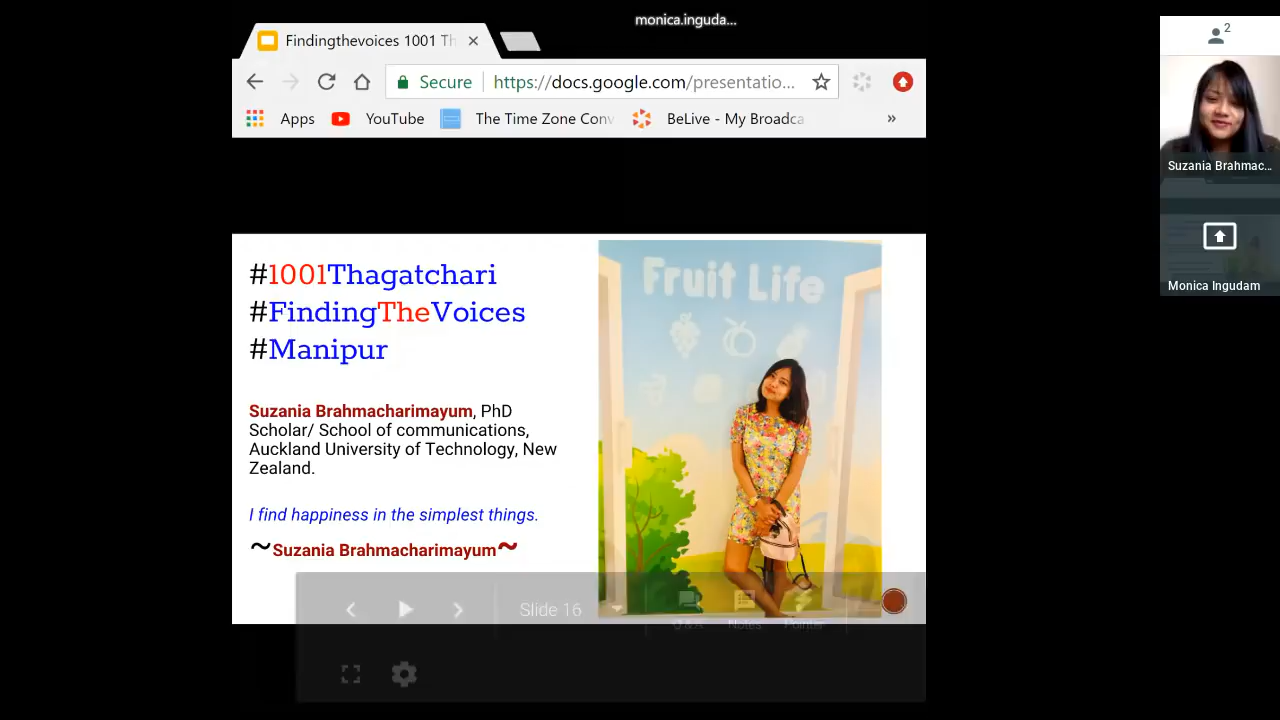 monica.inguda...
2
Findingthevoices 1001 Th
Secure https://docs.google.com/presentatio...
Apps YouTube The Time Zone Conv BeLive - My Broadca »
Suzania Brahmac...
Monica Ingudam
#1001Thagatchari
#FindingTheVoices
#Manipur
Suzania Brahmacharimayum, PhD
Scholar/ School of communications,
Auckland University of Technology, New
Zealand.
I find happiness in the simplest things.
~Suzania Brahmacharimayum~
Fruit Life
Slide 16
Q&A Notes Pointer